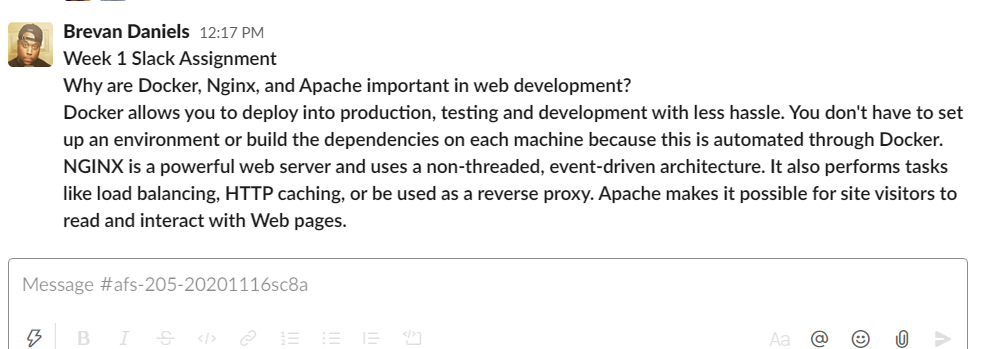 Brevan Daniels 12:17 PM
Week 1 Slack Assignment
Why are Docker, Nginx, and Apache important in web development?
Docker allows you to deploy into production, testing and development with less hassle. You don't have to set
up an environment or build the dependencies on each machine because this is automated through Docker.
NGINX is a powerful web server and uses a non-threaded, event-driven architecture. It also performs tasks
like load balancing, HTTP caching, or be used as a reverse proxy. Apache makes it possible for site visitors to
read and interact with Web pages.
Message #afs-205-20201116sc8a
B I S </> Aa @